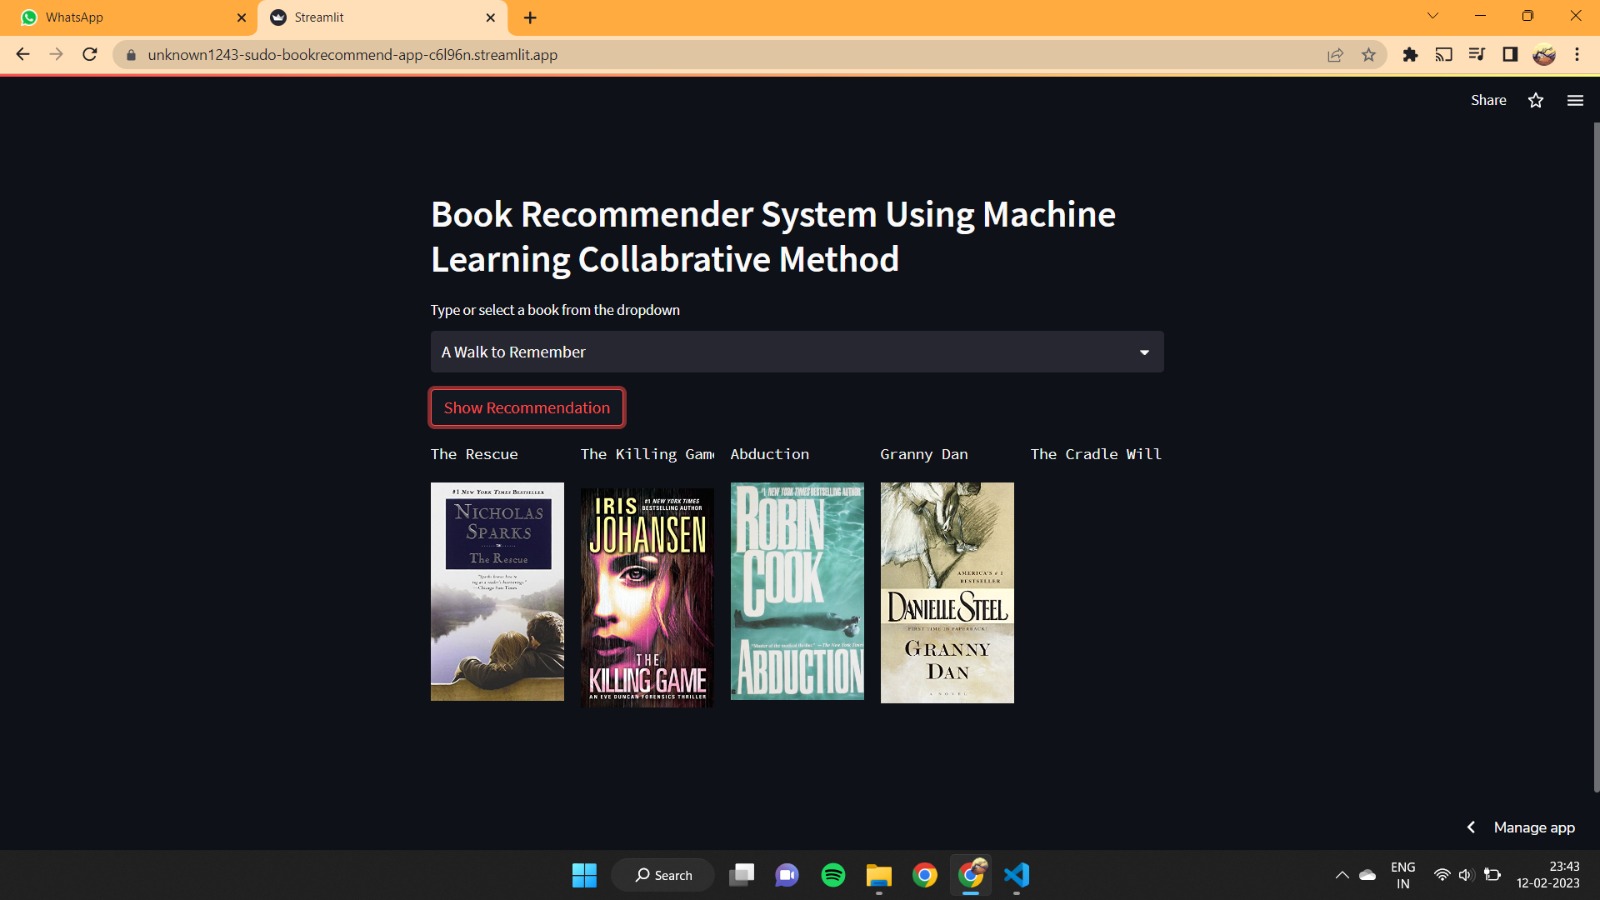 WhatsApp
Streamlit
unknown1243-sudo-bookrecommend-app-c6l96n.streamlit.app
Share
Book Recommender System Using Machine
Learning Collabrative Method
Type or select a book from the dropdown
A Walk to Remember
Show Recommendation
The Rescue
The Killing Gam
Abduction
Granny Dan
The Cradle Will
#1 NEW YORK TIMES BESTSELLER
NICHOLAS
SPARKS
The Rescue
IRIS
#1 NEW YORK TIMES
BESTSELLING AUTHOR
JOHANSEN
THE
KILLING GAME
AN EVE DUNCAN FORENSICS THRILLER
#1 NEW YORK TIMES BESTSELLING AUTHOR
ROBIN
COOK
ABDUCTION
AMERICA'S #1
BESTSELLER
DANIELLE STEEL
FIRST TIME IN PAPERBACK!
GRANNY
DAN
A NOVEL
Manage app
Search
ENG
IN
23:43
12-02-2023